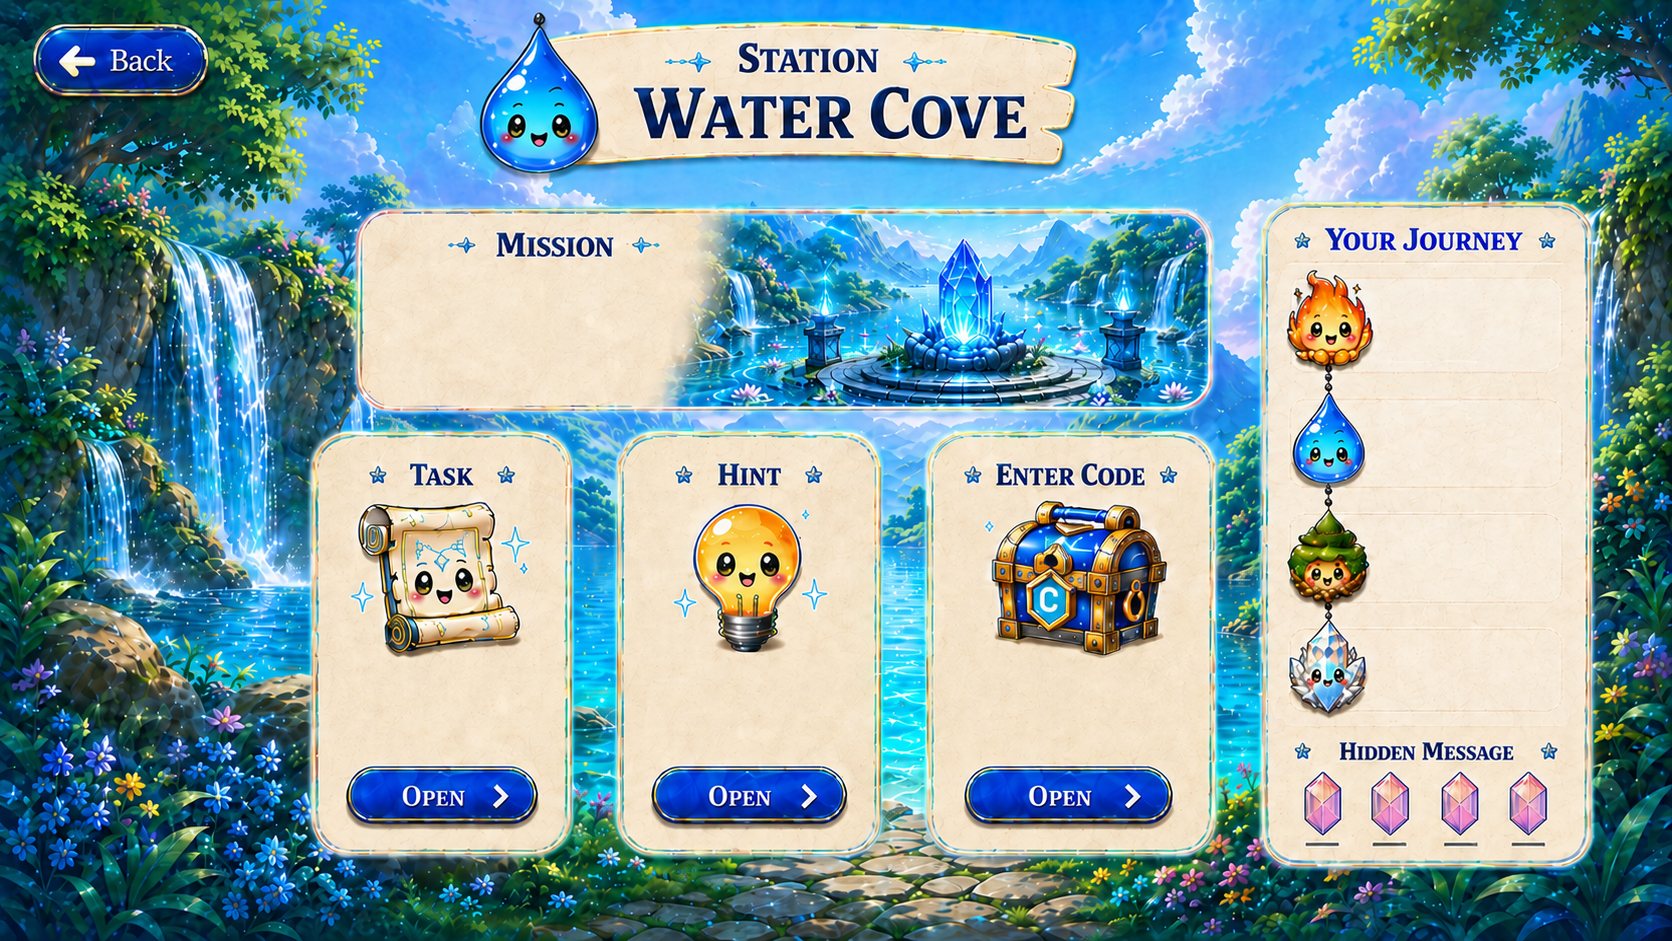 Back
STATION
WATER COVE
MISSION
YOUR JOURNEY
TASK
HINT
ENTER CODE
C
OPEN
OPEN
OPEN
HIDDEN MESSAGE